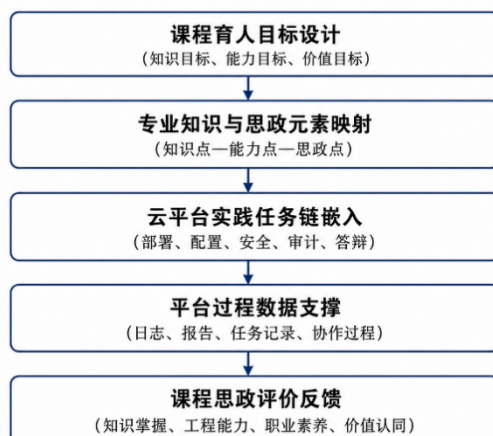 课程育人目标设计
（知识目标、能力目标、价值目标）
专业知识与思政元素映射
（知识点—能力点—思政点）
云平台实践任务链嵌入
（部署、配置、安全、审计、答辩）
平台过程数据支撑
（日志、报告、任务记录、协作过程）
课程思政评价反馈
（知识掌握、工程能力、职业素养、价值认同）